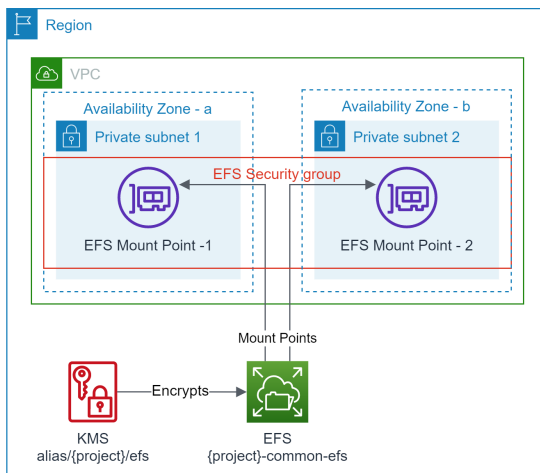 Region
VPC
Availability Zone - a
Availability Zone - b
Private subnet 1
Private subnet 2
EFS Security group
EFS Mount Point -1
EFS Mount Point - 2
Mount Points
Encrypts
KMS
alias/{project}/efs
EFS
{project}-common-efs